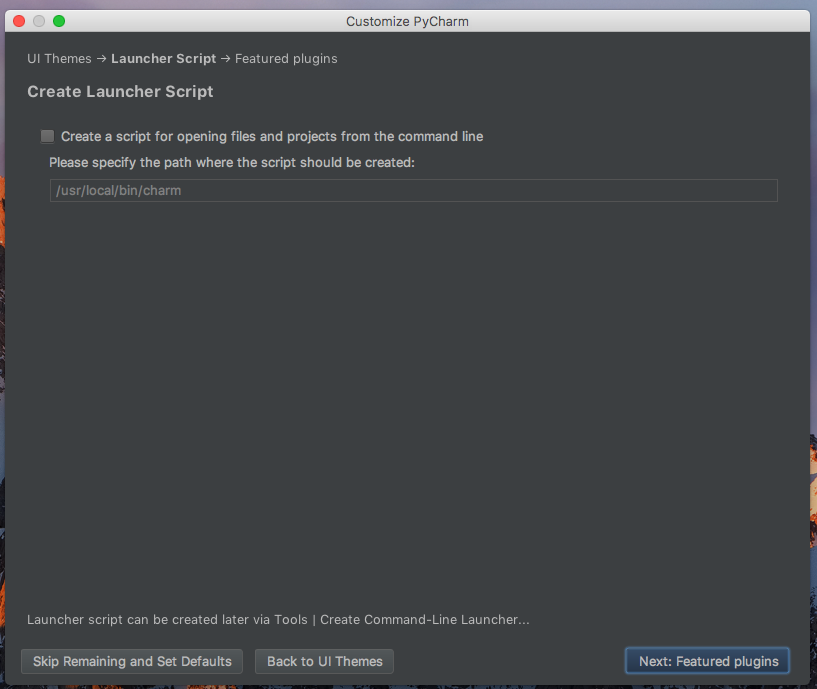 Customize PyCharm
UI Themes → Launcher Script → Featured plugins
Create Launcher Script
Create a script for opening files and projects from the command line
Please specify the path where the script should be created:
/usr/local/bin/charm
Launcher script can be created later via Tools | Create Command-Line Launcher...
Skip Remaining and Set Defaults
Back to UI Themes
Next: Featured plugins